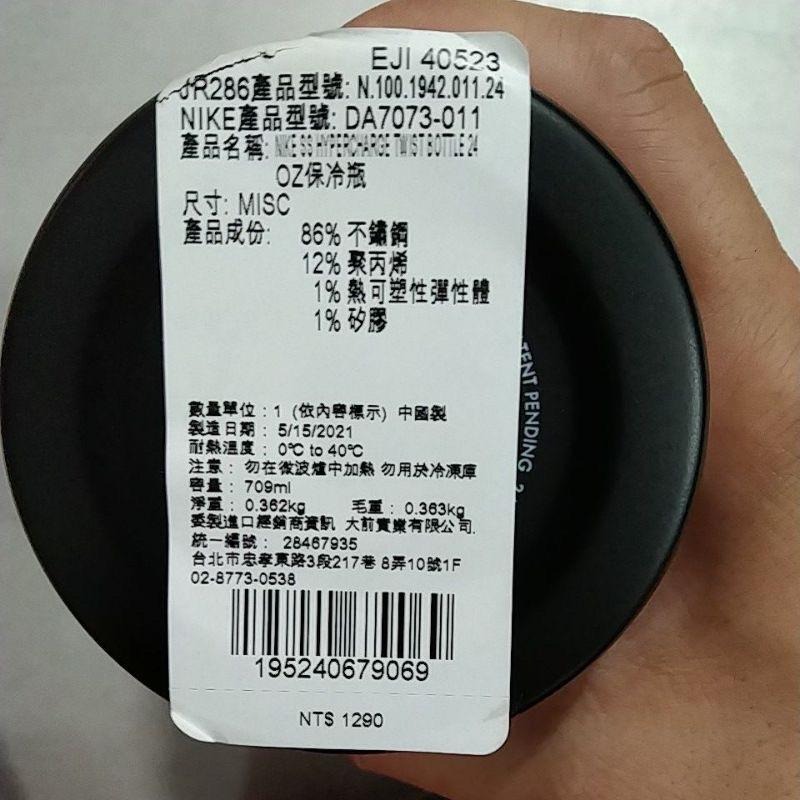 EJI 40523
JR286產品型號: N.100.1942.011.24
NIKE產品型號: DA7073-011
產品名稱: NIKE SS HYPERCHARGE TWIST BOTTLE 24
OZ保冷瓶
尺寸: MISC
產品成份: 86% 不鏽鋼
12% 聚丙烯
1% 熱可塑性彈性體
1% 矽膠
TENT PENDING
數量單位：1 (依內容標示) 中國製
製造日期： 5/15/2021
耐熱溫度： 0℃ to 40℃
注意： 勿在微波爐中加熱 勿用於冷凍庫
容量： 709ml
淨重： 0.362kg 毛重： 0.363kg
委製進口經銷商資訊 大前實業有限公司.
統一編號： 28467935
台北市忠孝東路3段217巷 8弄10號1F
02-8773-0538
195240679069
NT$ 1290